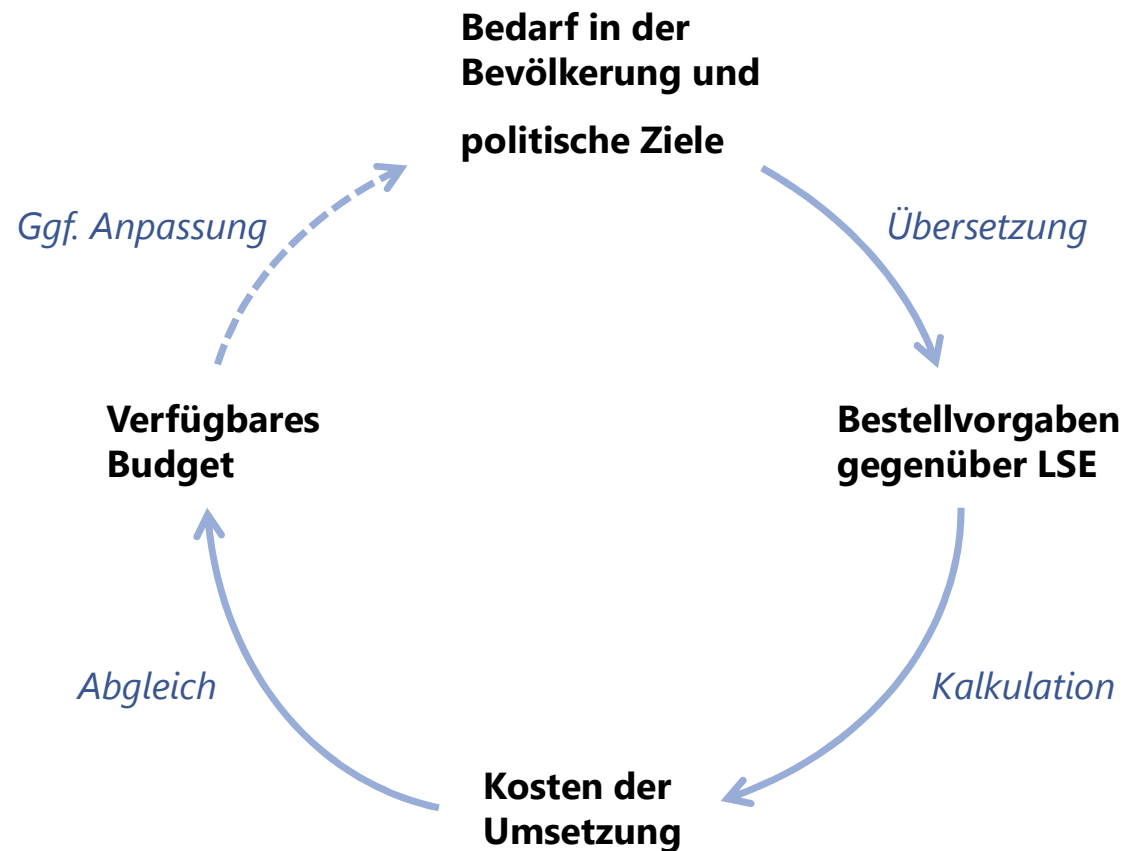 Bedarf in der
Bevölkerung und
politische Ziele
Ggf. Anpassung
Übersetzung
Verfügbares
Budget
Bestellvorgaben
gegenüber LSE
Abgleich
Kalkulation
Kosten der
Umsetzung